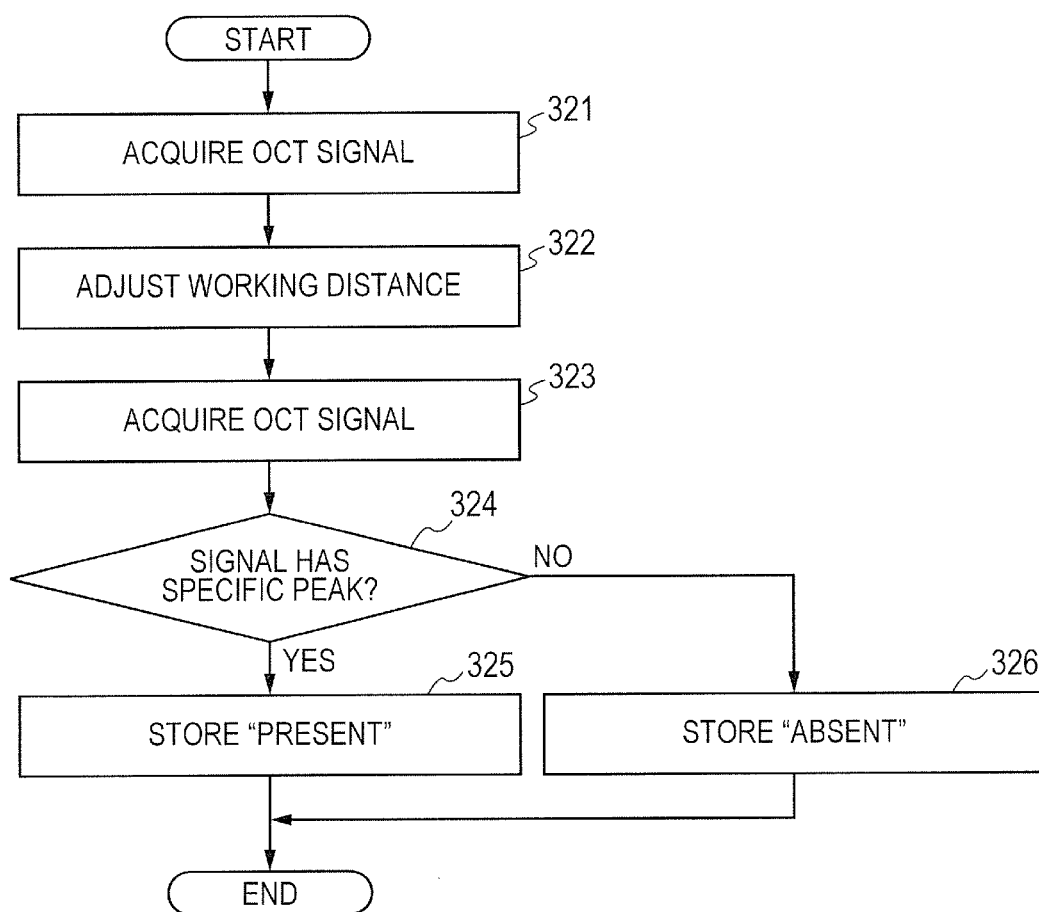 START
321
ACQUIRE OCT SIGNAL
322
ADJUST WORKING DISTANCE
323
ACQUIRE OCT SIGNAL
324
SIGNAL HAS
SPECIFIC PEAK?
NO
YES
325
STORE “PRESENT”
326
STORE “ABSENT”
END